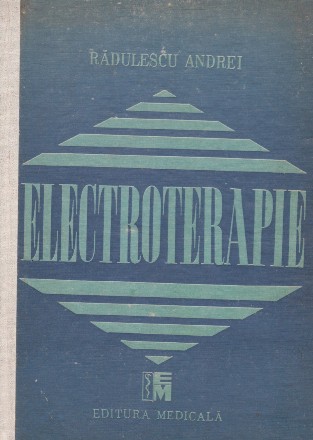 RĂDULESCU ANDREI
ELECTROTERAPIE
EM
EDITURA MEDICALĂ